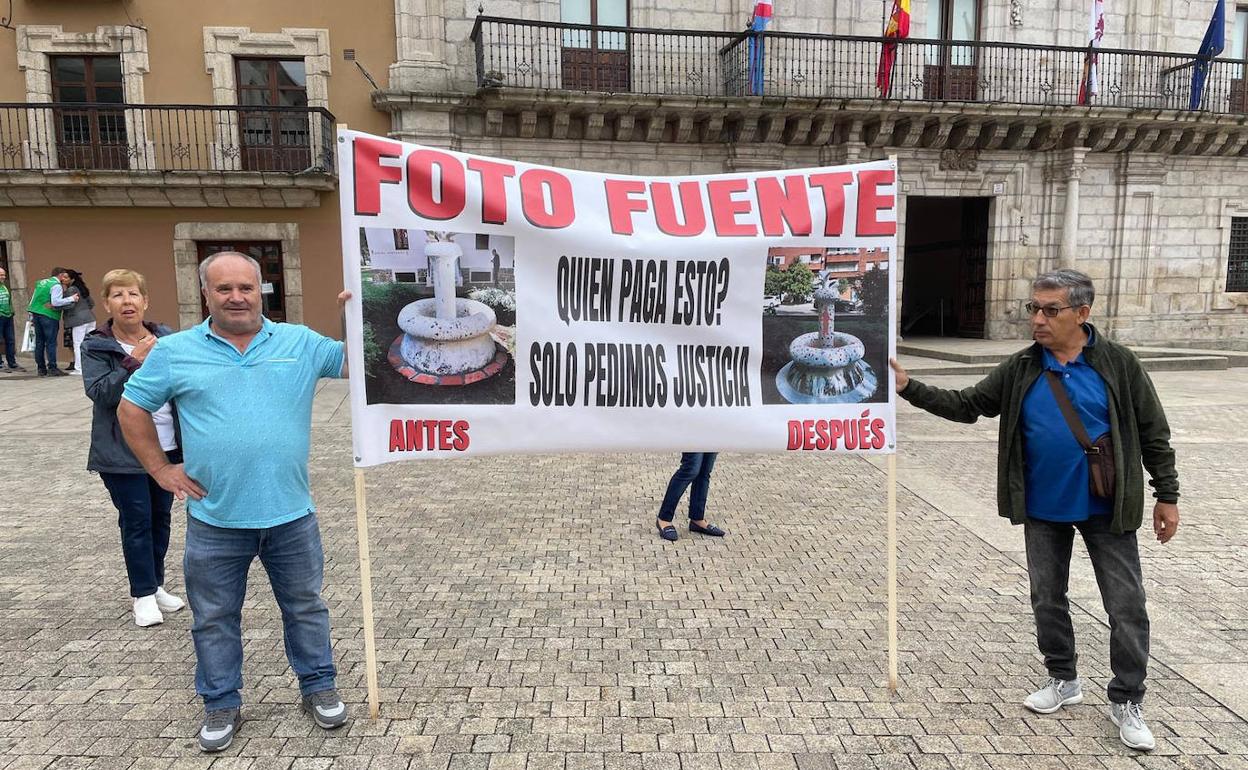 FOTO FUENTE
QUIEN PAGA ESTO?
SOLO PEDIMOS JUSTICIA
ANTES
DESPUÉS